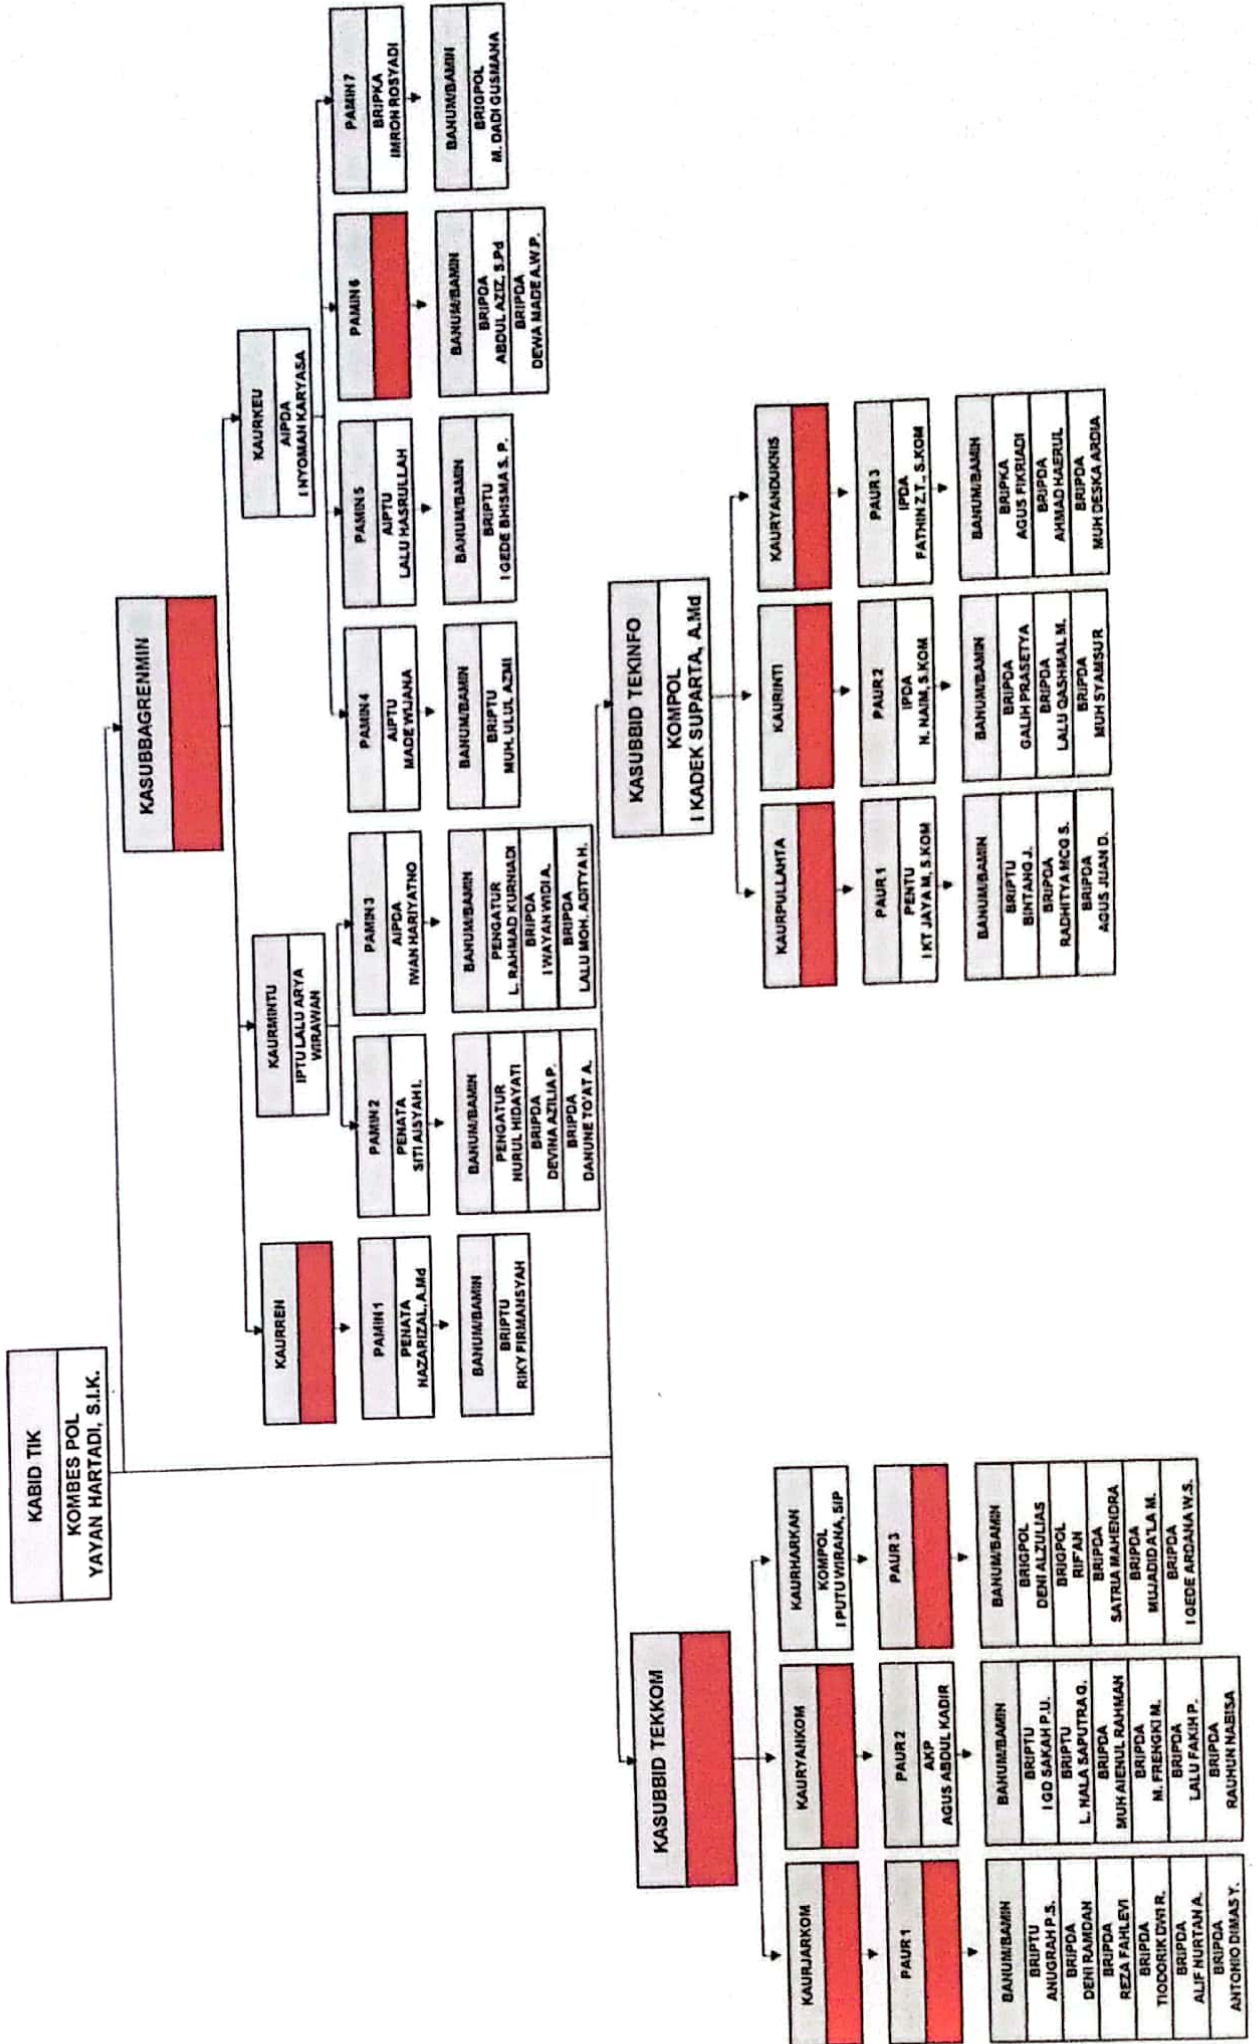 KABID TIK
KOMBES POL
YAYAN HARTADI, S.I.K.
KASUBBAGRENMIN
KAURREN
KAURMINTU
IPTU LALU ARYA
WIRAWAN
KAURKEU
AIPDA
I NYOMAN KARYASA
PAMIN 1
PENATA
NAZARIZAL, A.Md
PAMIN 2
PENATA
SITI AISYAH I.
PAMIN 3
AIPDA
IWAN HARIYATNO
PAMIN 4
AIPTU
MADE WIJANA
PAMIN 5
AIPTU
LALU HASRULLAH
PAMIN 6
PAMIN 7
BRIPKA
IMRON ROSYADI
BANUM/BAMIN
BRIPTU
RIKY FIRMANSYAH
BANUM/BAMIN
PENGATUR
NURUL HIDAYATI
BRIPDA
DEVINA AZILIA P.
BRIPDA
DANUNE TO'AT A.
BANUM/BAMIN
PENGATUR
L. RAHMAD KURNIADI
BRIPDA
I WAYAN WIDI A.
BRIPDA
LALU MOH. ADITYA H.
BANUM/BAMIN
BRIPTU
MUH. ULUL AZMI
BANUM/BAMIN
BRIPTU
I GEDE BHISMA S. P.
BANUM/BAMIN
BRIPDA
ABDUL AZIZ, S.Pd
BRIPDA
DEWA MADE A.W.P.
BANUM/BAMIN
BRIGPOL
M. DADI GUSMANA
KASUBBID TEKKOM
KAURJARKOM
KAURYANKOM
KAURHARKAN
KOMPOL
I PUTU WIRANA, SIP
PAUR 1
PAUR 2
AKP
AGUS ABDUL KADIR
PAUR 3
BANUM/BAMIN
BRIPTU
ANUGRAH P.S.
BRIPDA
DENI RAMDAN
BRIPDA
REZA FAHLEVI
BRIPDA
TIODORIK DWI R.
BRIPDA
ALIF NURTAN A.
BRIPDA
ANTONIO DIMAS Y.
BANUM/BAMIN
BRIPTU
I GD SAKAH P.U.
BRIPTU
L. NALA SAPUTRA G.
BRIPDA
MUH AIENUL RAHMAN
BRIPDA
M. FRENGKI M.
BRIPDA
LALU FAKIH P.
BRIPDA
RAUHUN NABISA
BANUM/BAMIN
BRIGPOL
DENI ALZULIAS
BRIGPOL
RIF'AN
BRIPDA
SATRIA MAHENDRA
BRIPDA
MUJADID A'LA M.
BRIPDA
I GEDE ARDANA W.S.
KASUBBID TEKINFO
KOMPOL
I KADEK SUPARTA, A.Md
KAURPULLAHTA
KAURINTI
KAURYANDUKNIS
PAUR 1
PENTU
I KT JAYA M, S.KOM
PAUR 2
IPDA
N. NAIM, S.KOM
PAUR 3
IPDA
FATHIN Z.T., S.KOM
BANUM/BAMIN
BRIPTU
BINTANG J.
BRIPDA
RADHITYA MCG S.
BRIPDA
AGUS JUAN D.
BANUM/BAMIN
BRIPDA
GALIH PRASETYA
BRIPDA
LALU QASHMAL M.
BRIPDA
MUH SYAMSUR
BANUM/BAMIN
BRIPKA
AGUS FIKRIADI
BRIPDA
AHMAD HAERUL
BRIPDA
MUH DESKA ARDIA